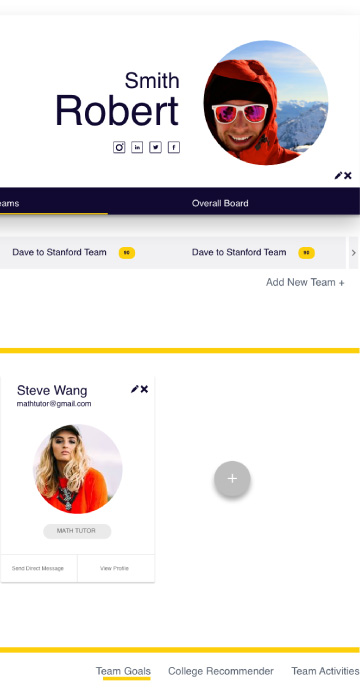 Smith
Robert
eams
Overall Board
Dave to Stanford Team
Dave to Stanford Team
Add New Team +
Steve Wang
mathtutor@gmail.com
MATH TUTOR
Send Direct Message
View Profile
Team Goals
College Recommender
Team Activities